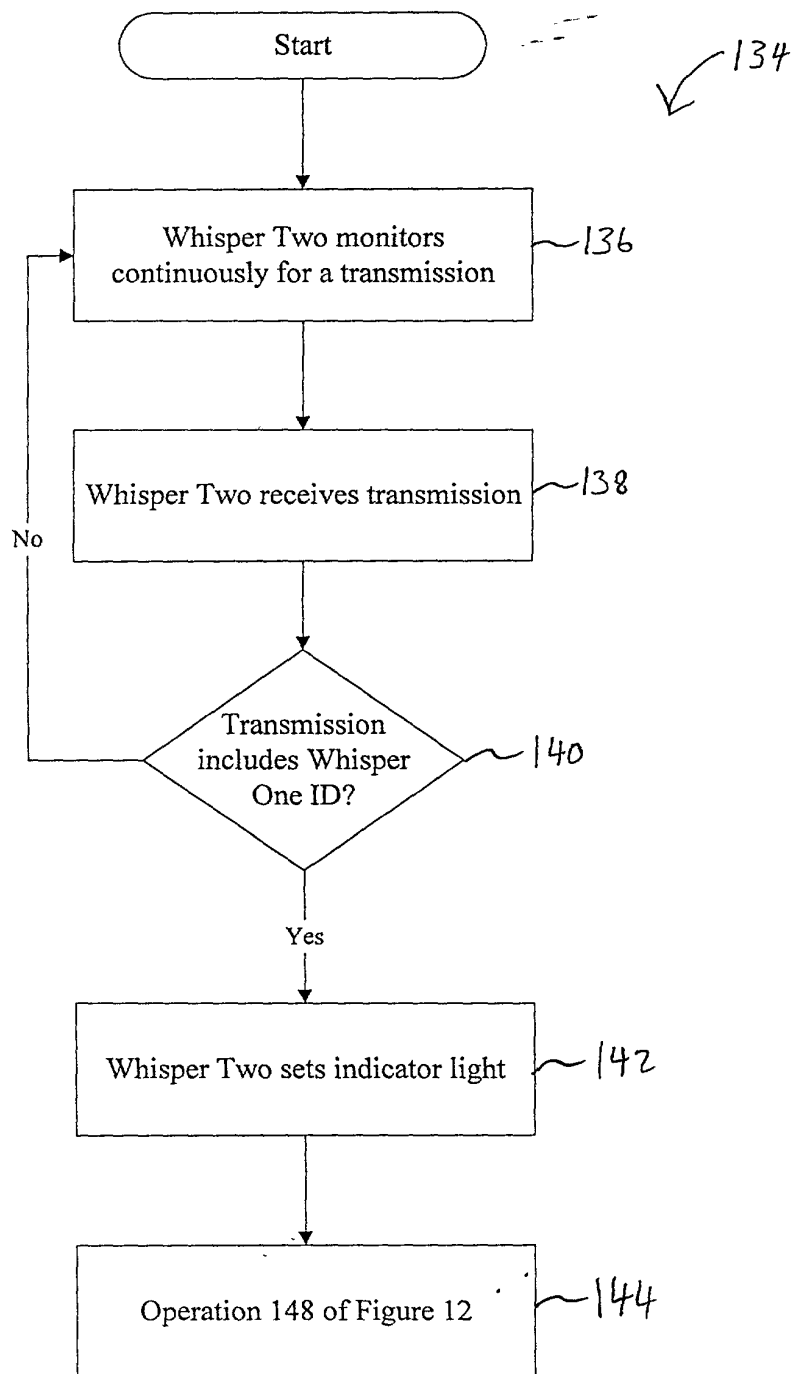 Start
134
Whisper Two monitors
continuously for a transmission
136
Whisper Two receives transmission
138
No
Transmission
includes Whisper
One ID?
140
Yes
Whisper Two sets indicator light
142
Operation 148 of Figure 12
144